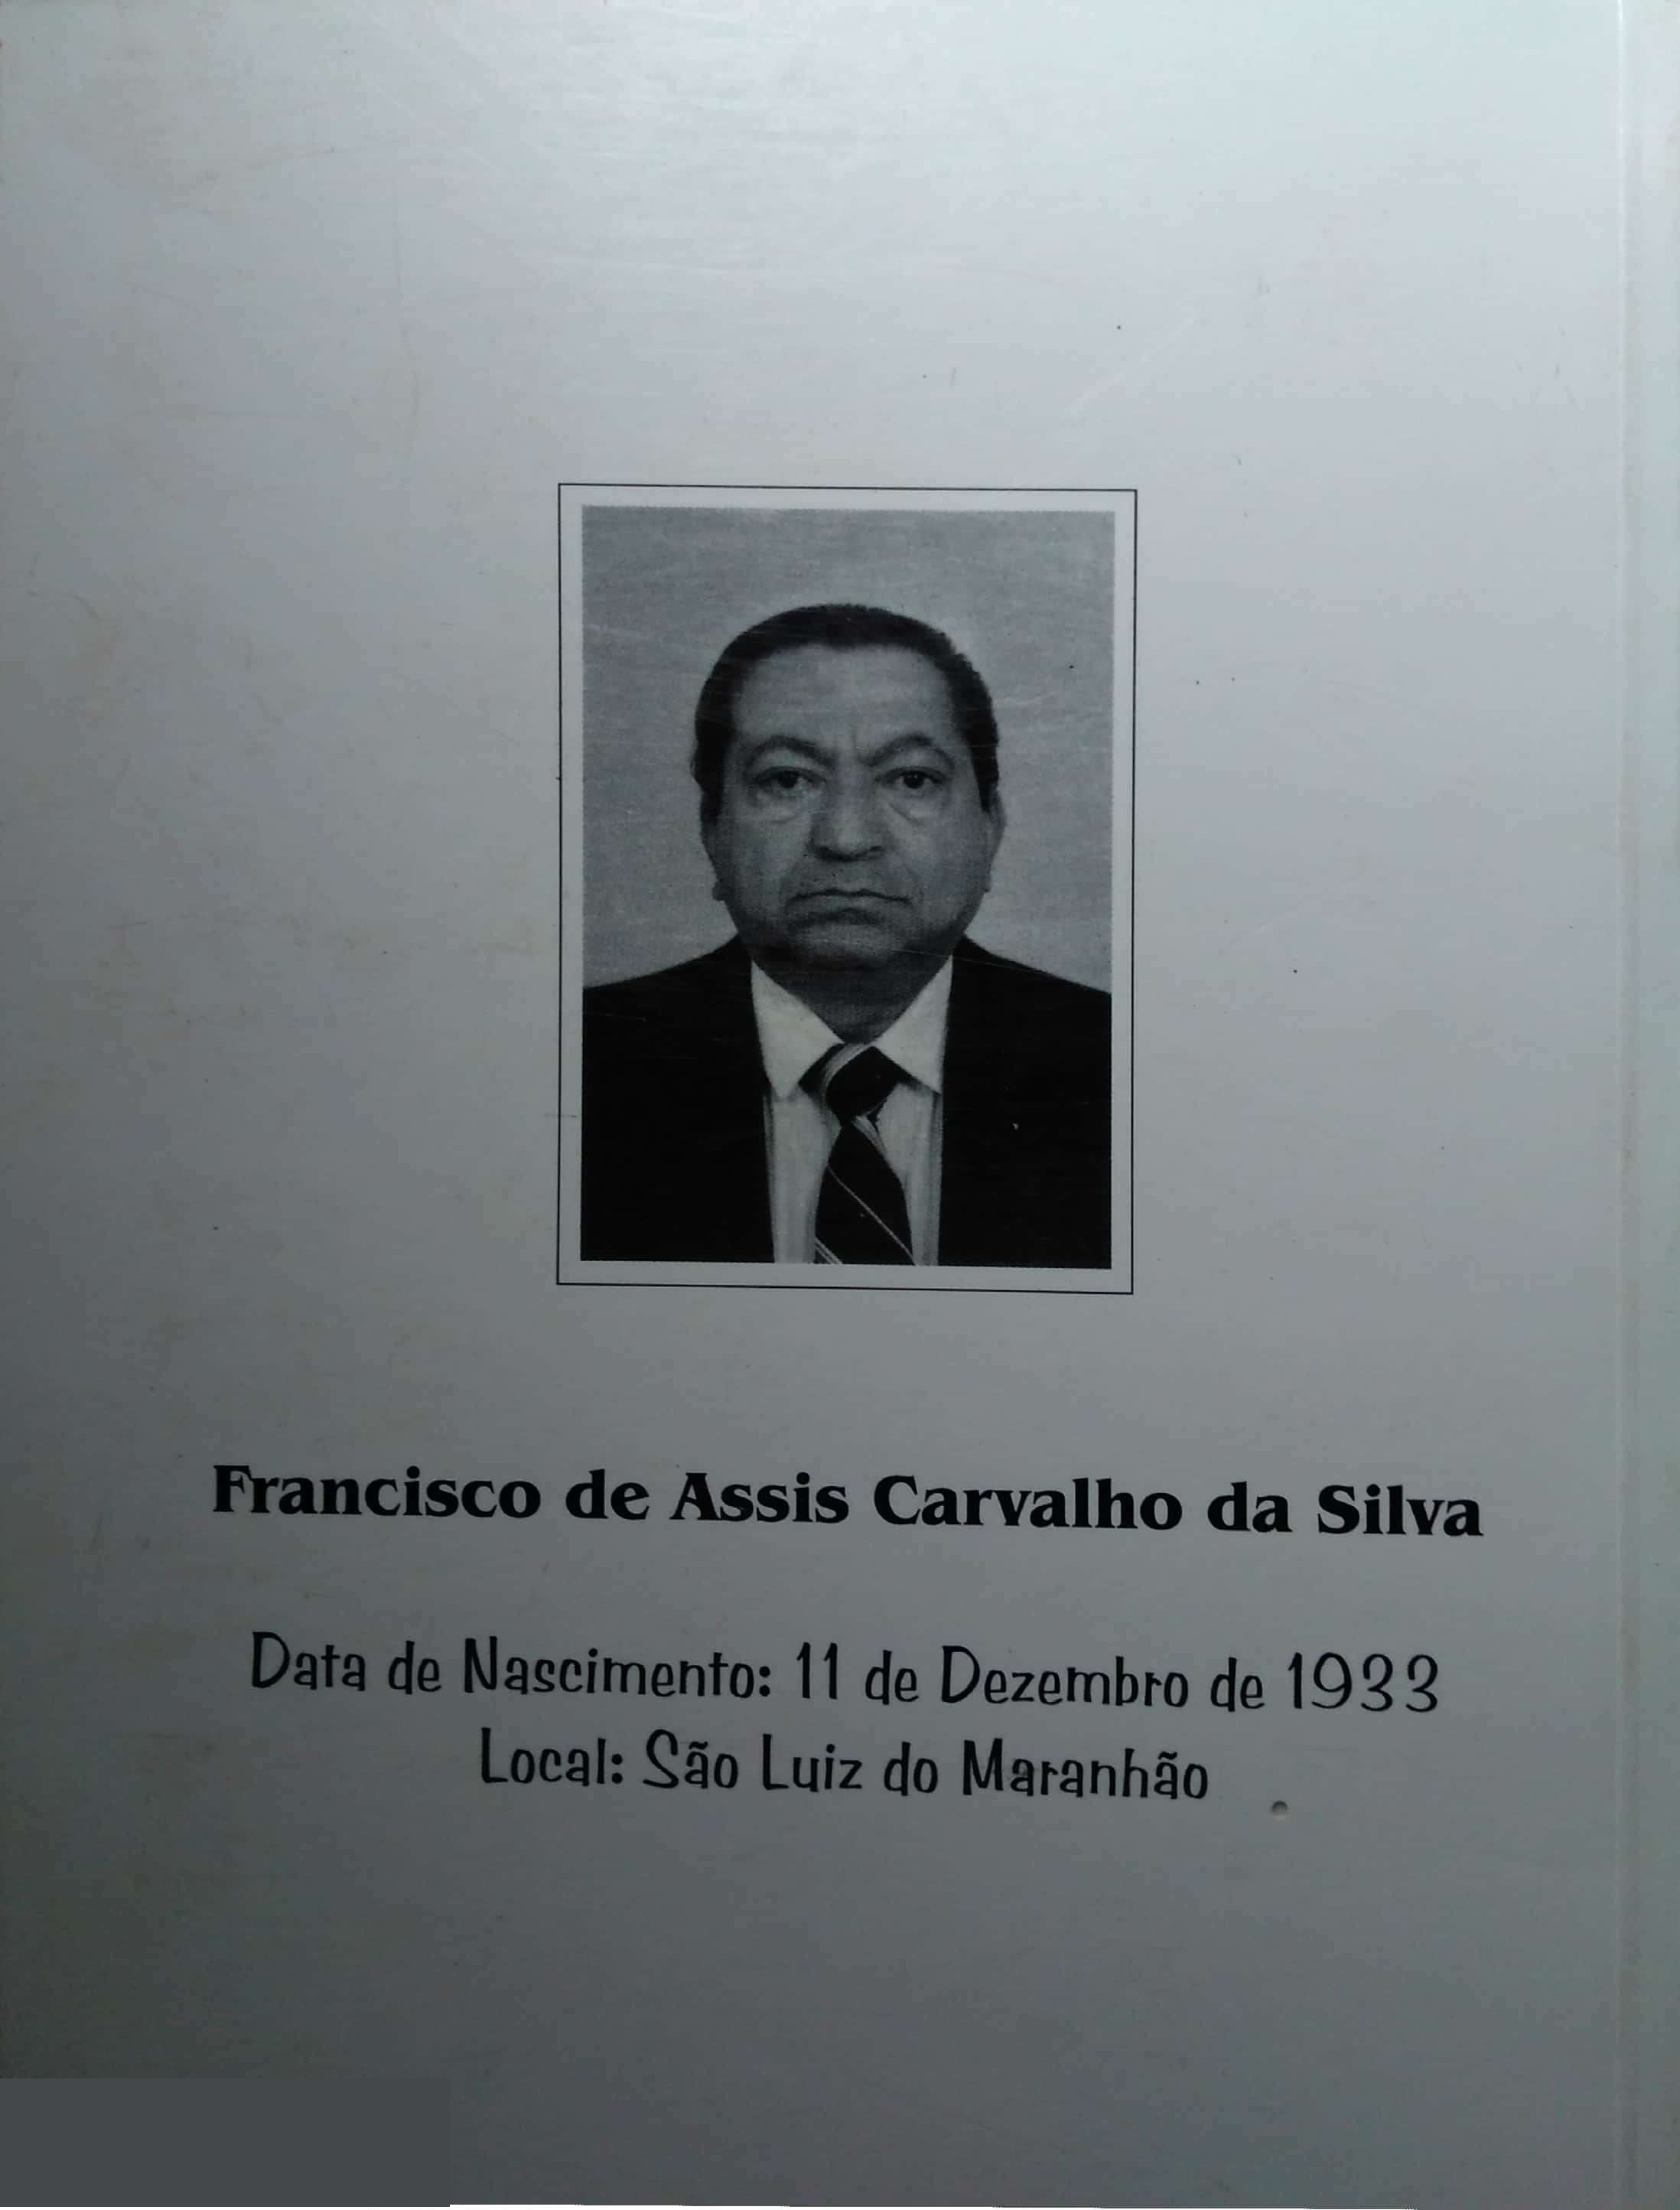 Francisco de Assis Carvalho da Silva
Data de Nascimento: 11 de Dezembro de 1933
Local: São Luiz do Maranhão